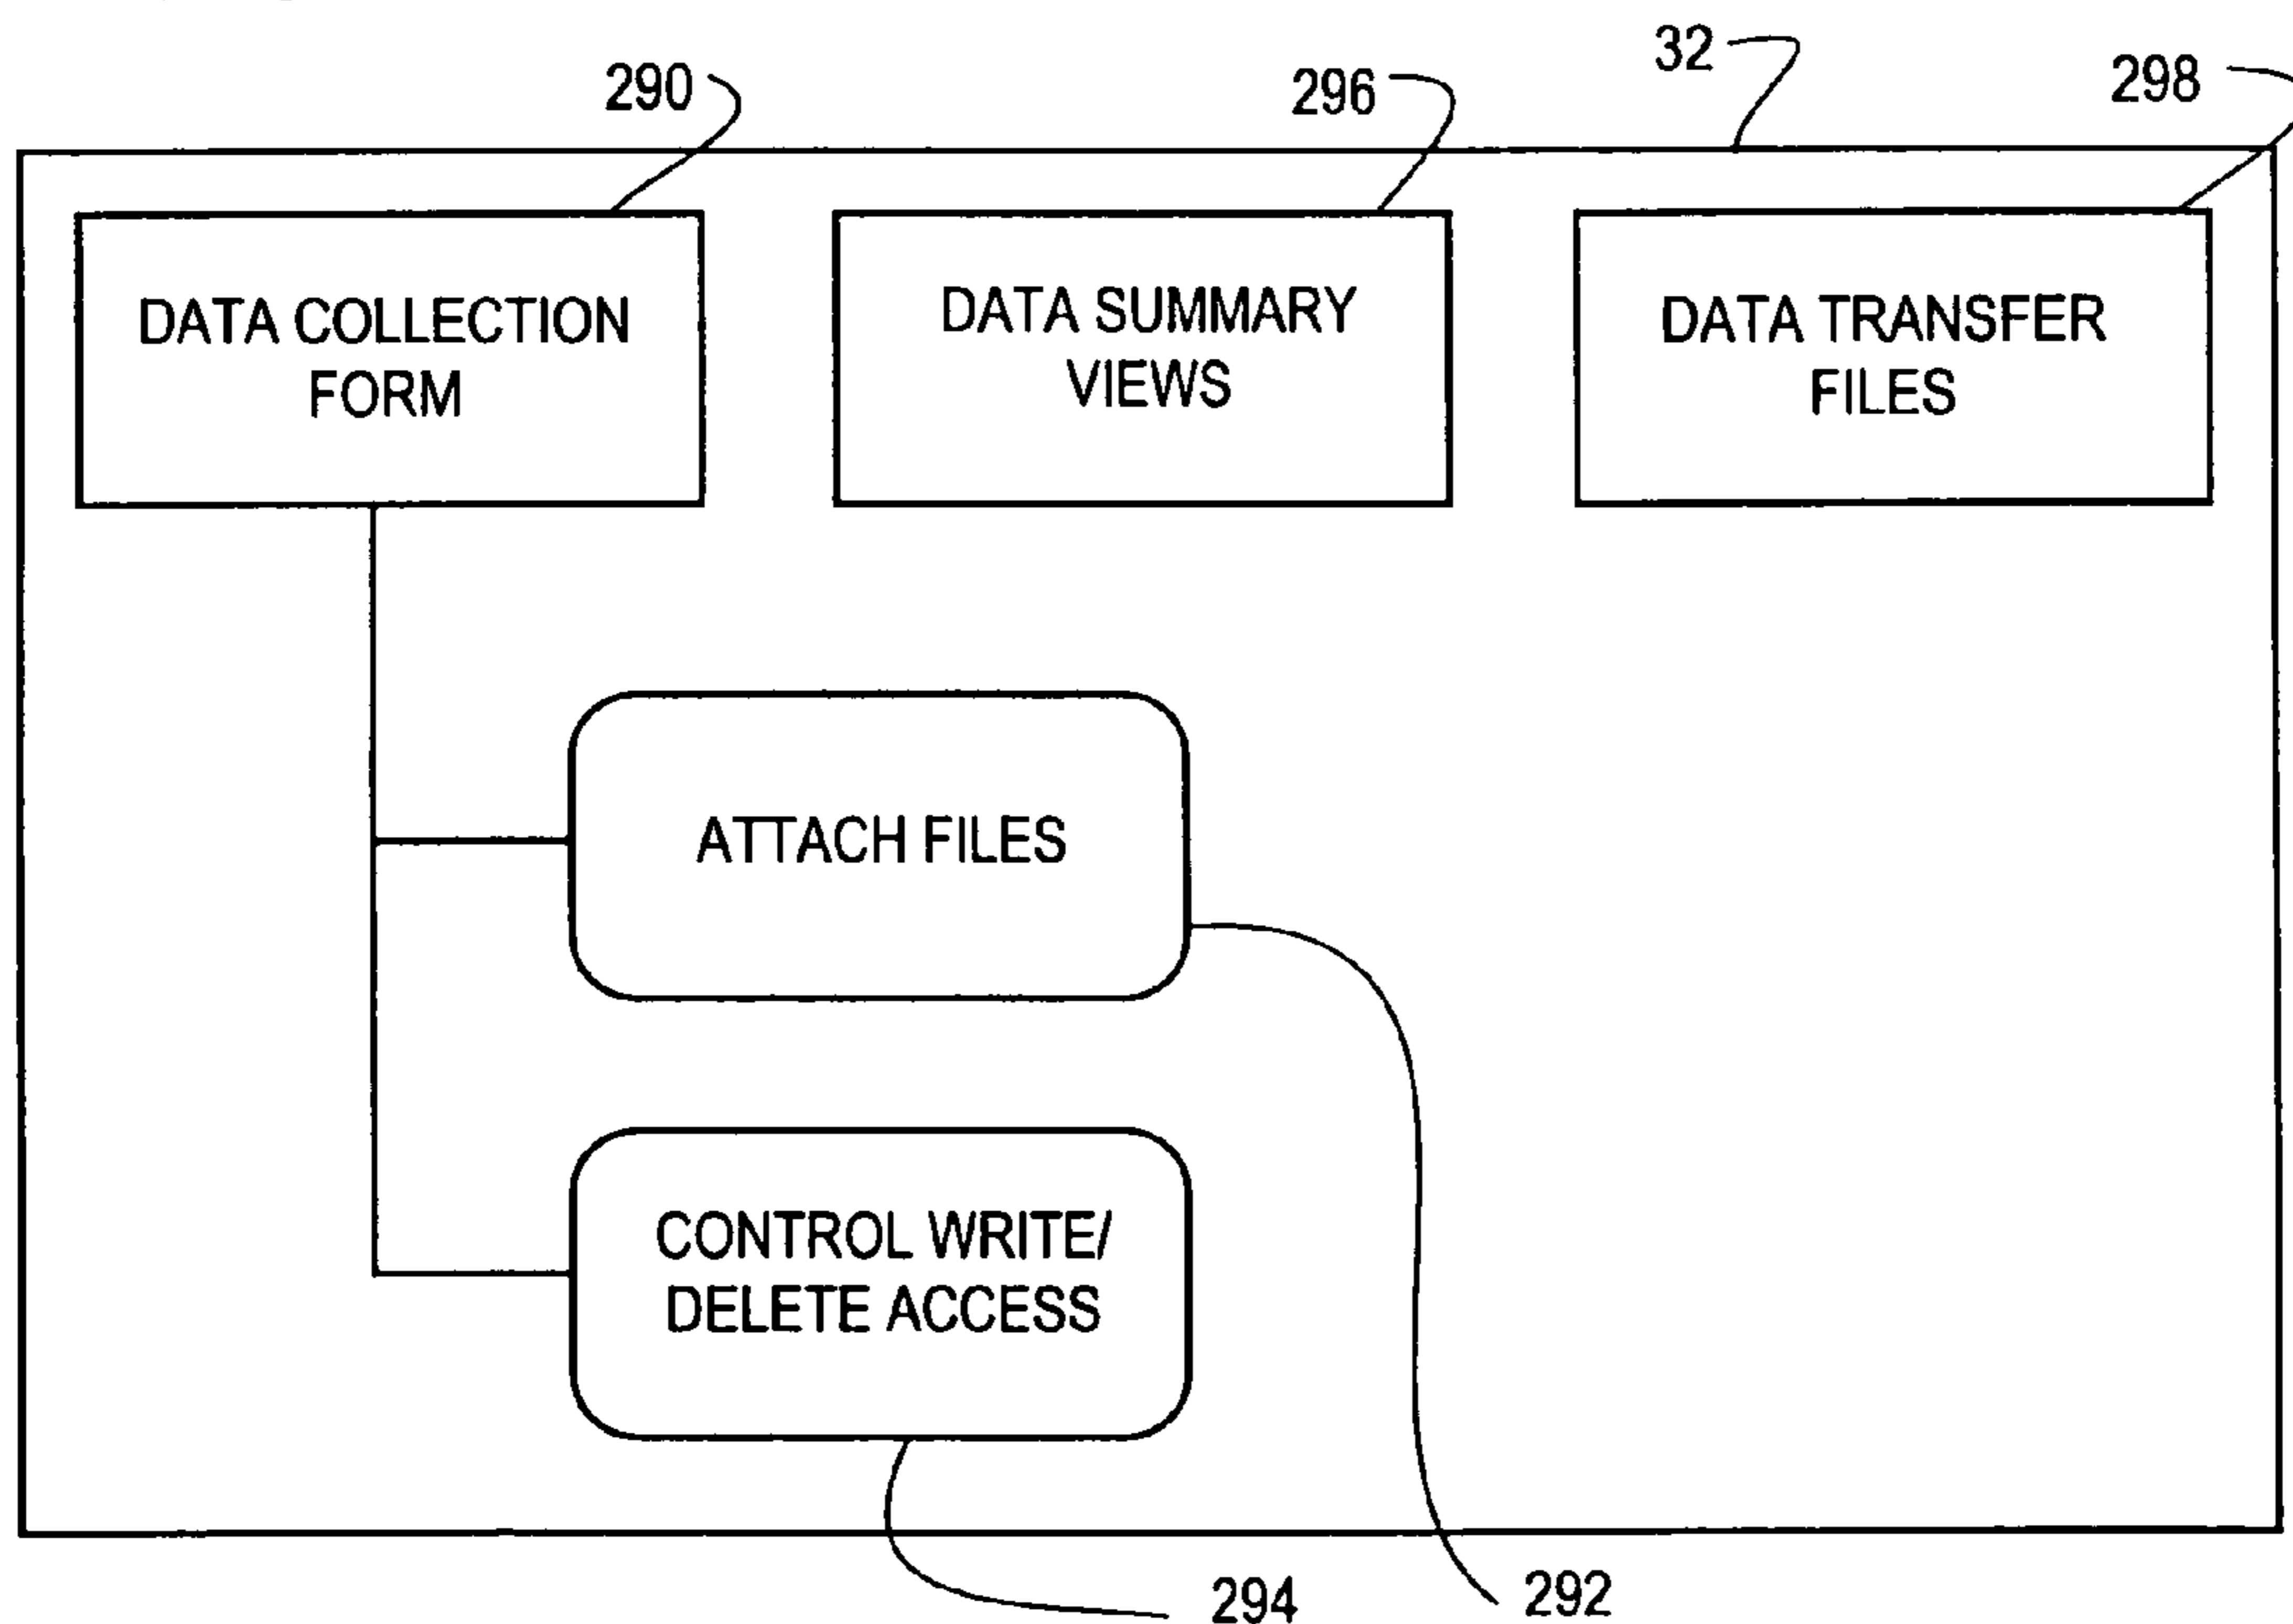 290
296
32
298
DATA COLLECTION
FORM
DATA SUMMARY
VIEWS
DATA TRANSFER
FILES
ATTACH FILES
CONTROL WRITE/
DELETE ACCESS
294
292